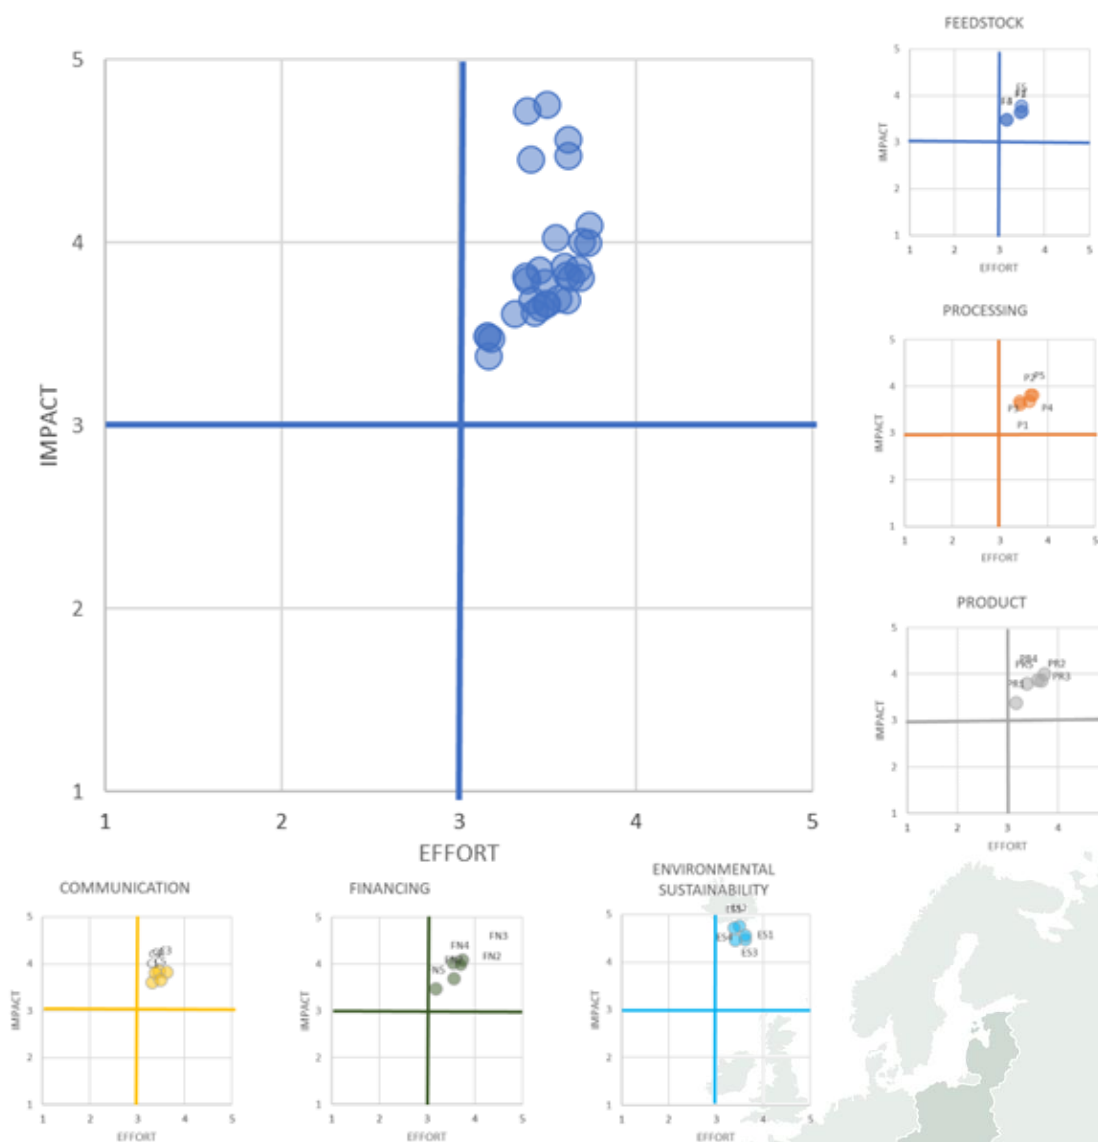 5
4
3
2
1
IMPACT
1
2
3
4
5
EFFORT
FEEDSTOCK
5
4
3
2
1
IMPACT
1
2
3
4
5
EFFORT
PROCESSING
5
4
3
2
1
IMPACT
P2
P5
P3
P4
P1
1
2
3
4
5
EFFORT
PRODUCT
5
4
3
2
1
IMPACT
PR4
PR5
PR2
PR3
PR1
1
2
3
4
EFFORT
COMMUNICATION
5
4
3
2
1
IMPACT
1
2
3
4
5
EFFORT
FINANCING
5
4
3
2
1
IMPACT
FN3
FN4
FN2
N5
1
2
3
4
5
EFFORT
ENVIRONMENTAL
SUSTAINABILITY
5
4
3
2
1
IMPACT
ES4
ES1
ES3
1
2
3
4
5
EFFORT